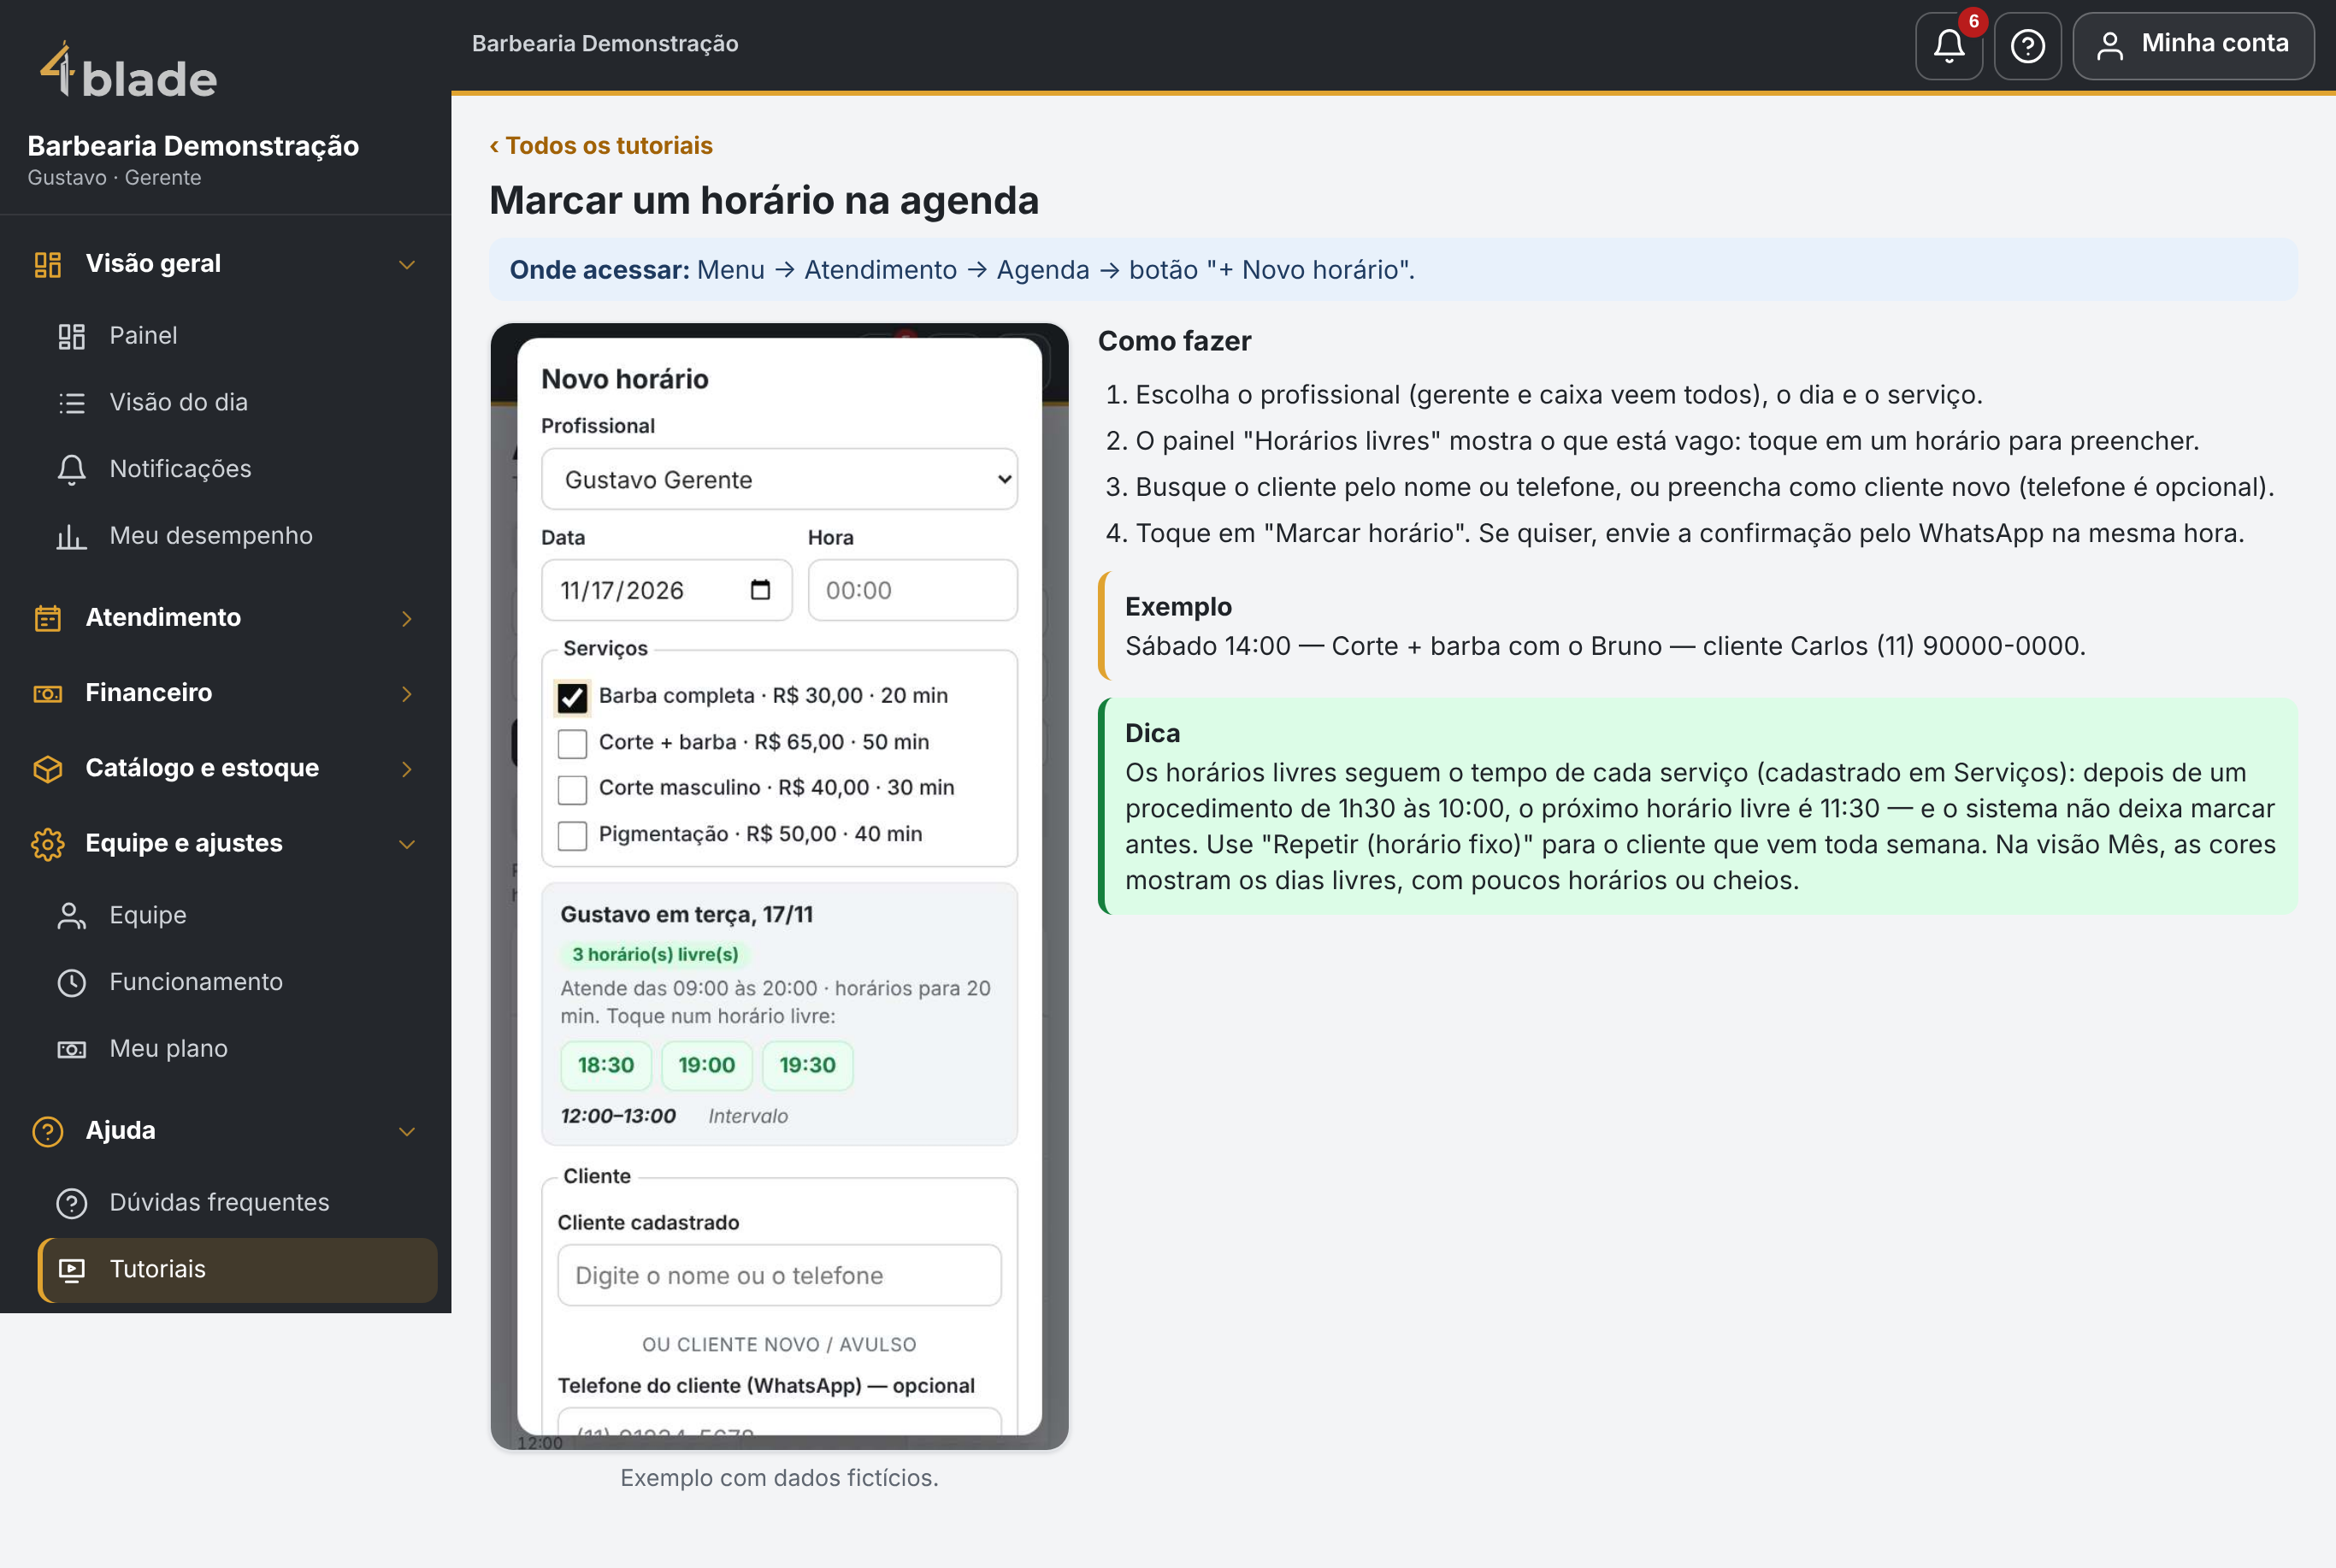 4blade
Barbearia Demonstração
Gustavo · Gerente
Visão geral
Painel
Visão do dia
Notificações
Meu desempenho
Atendimento
Financeiro
Catálogo e estoque
Equipe e ajustes
Equipe
Funcionamento
Meu plano
Ajuda
Dúvidas frequentes
Tutoriais
Barbearia Demonstração
6
Minha conta
‹ Todos os tutoriais
Marcar um horário na agenda
Onde acessar: Menu → Atendimento → Agenda → botão "+ Novo horário".
Novo horário
Profissional
Gustavo Gerente
Data
Hora
11/17/2026
00:00
Serviços
Barba completa · R$ 30,00 · 20 min
Corte + barba · R$ 65,00 · 50 min
Corte masculino · R$ 40,00 · 30 min
Pigmentação · R$ 50,00 · 40 min
Gustavo em terça, 17/11
3 horário(s) livre(s)
Atende das 09:00 às 20:00 · horários para 20
min. Toque num horário livre:
18:30
19:00
19:30
12:00–13:00 Intervalo
Cliente
Cliente cadastrado
Digite o nome ou o telefone
OU CLIENTE NOVO / AVULSO
Telefone do cliente (WhatsApp) — opcional
12:00
Exemplo com dados fictícios.
Como fazer
1. Escolha o profissional (gerente e caixa veem todos), o dia e o serviço.
2. O painel "Horários livres" mostra o que está vago: toque em um horário para preencher.
3. Busque o cliente pelo nome ou telefone, ou preencha como cliente novo (telefone é opcional).
4. Toque em "Marcar horário". Se quiser, envie a confirmação pelo WhatsApp na mesma hora.
Exemplo
Sábado 14:00 — Corte + barba com o Bruno — cliente Carlos (11) 90000-0000.
Dica
Os horários livres seguem o tempo de cada serviço (cadastrado em Serviços): depois de um
procedimento de 1h30 às 10:00, o próximo horário livre é 11:30 — e o sistema não deixa marcar
antes. Use "Repetir (horário fixo)" para o cliente que vem toda semana. Na visão Mês, as cores
mostram os dias livres, com poucos horários ou cheios.